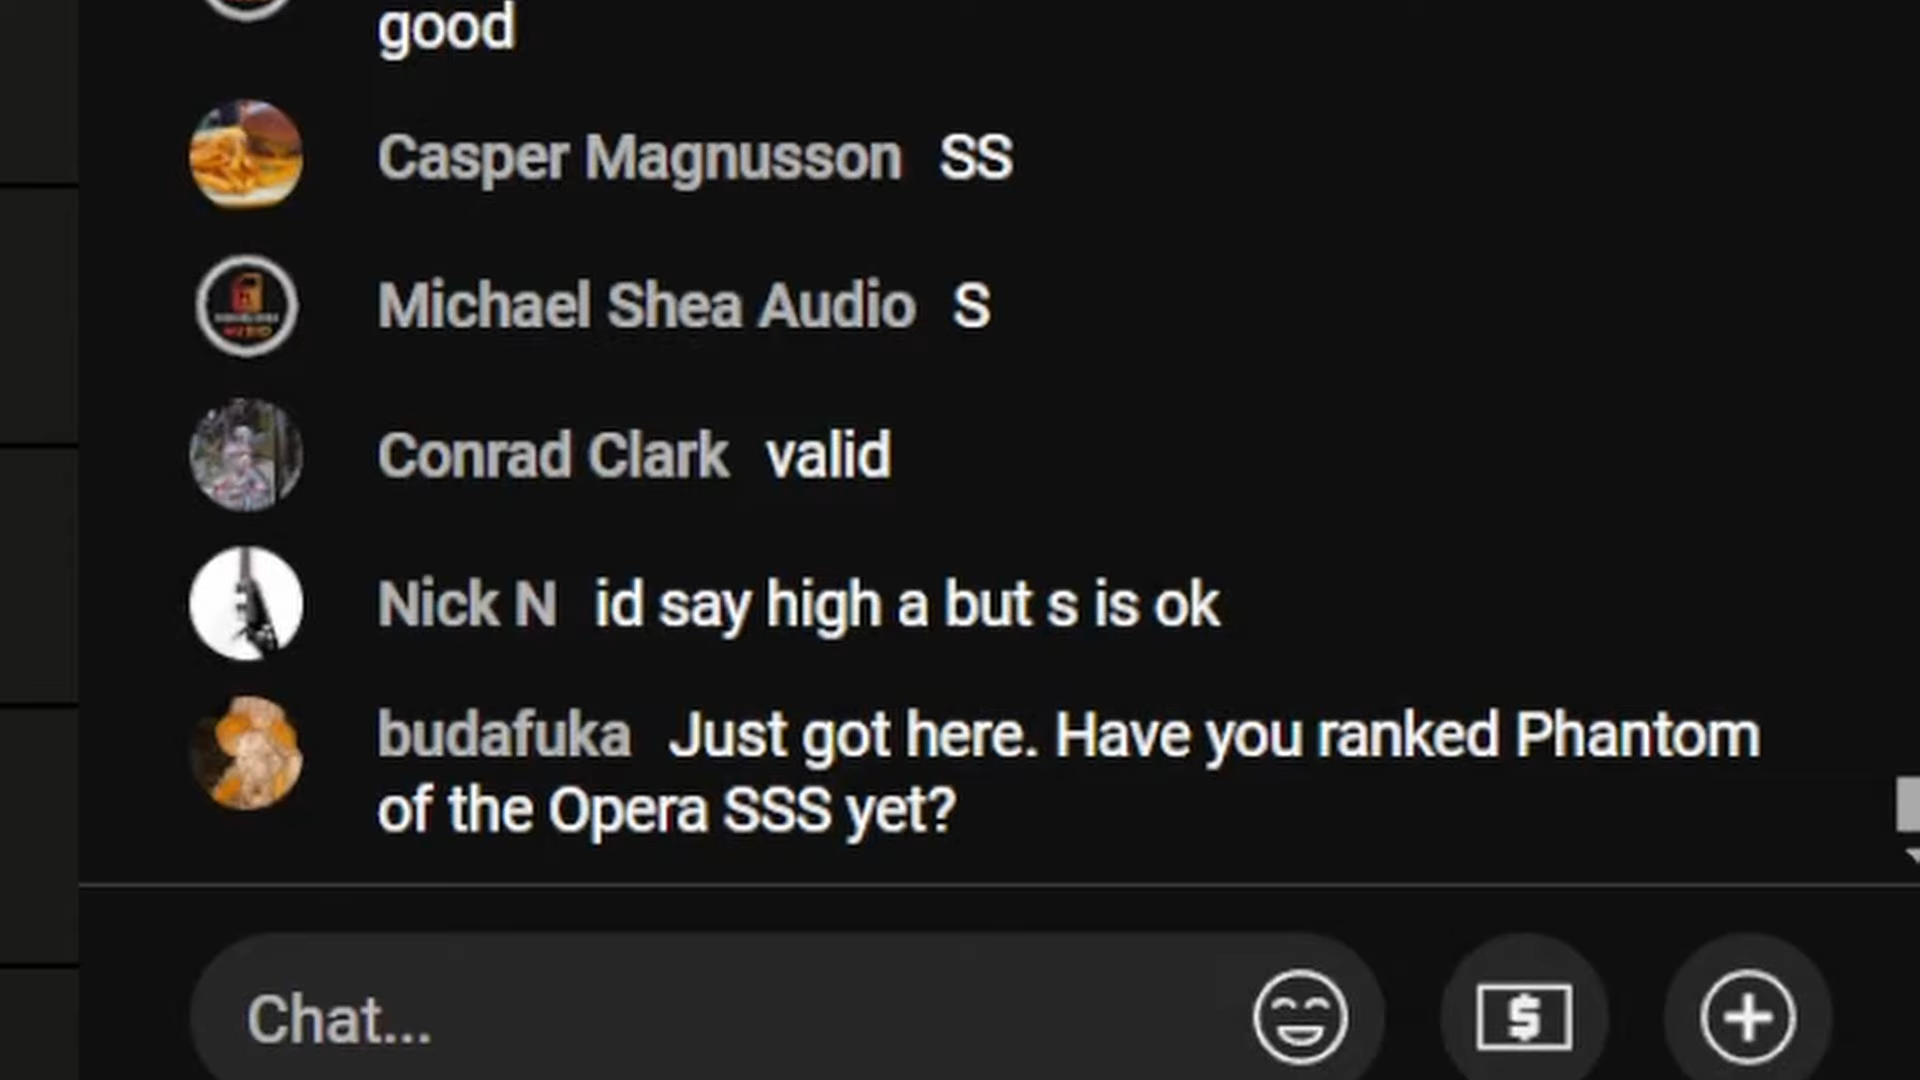 good
Casper Magnusson SS
Michael Shea Audio S
Conrad Clark valid
Nick N id say high a but s is ok
budafuka Just got here. Have you ranked Phantom
of the Opera SSS yet?
Chat...